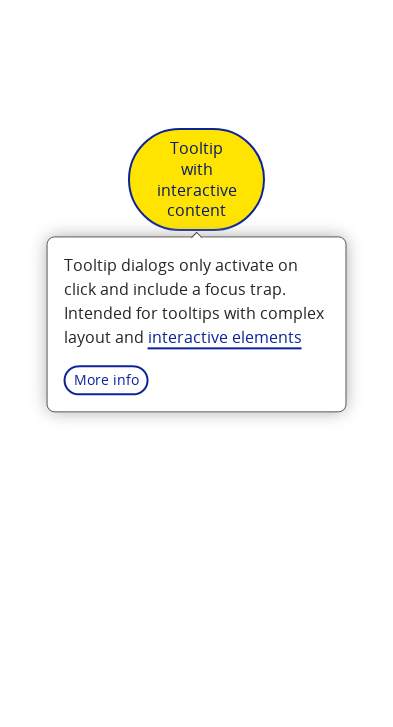 Tooltip
with
interactive
content
Tooltip dialogs only activate on
click and include a focus trap.
Intended for tooltips with complex
layout and interactive elements
More info